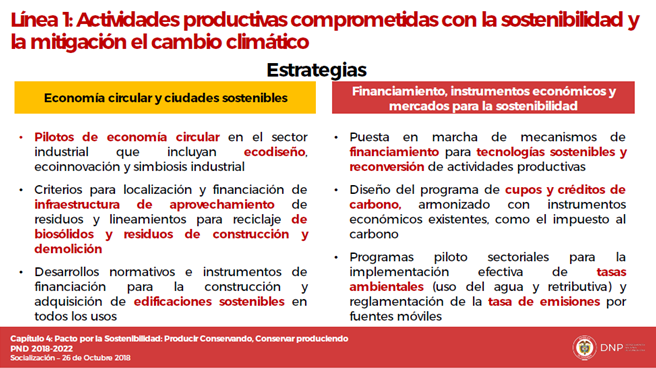 Línea 1: Actividades productivas comprometidas con la sostenibilidad y
la mitigación el cambio climático
Estrategias
Economía circular y ciudades sostenibles
• Pilotos de economía circular en el sector
industrial que incluyan ecodiseño,
ecoinnovación y simbiosis industrial
• Criterios para localización y financiación de
infraestructura de aprovechamiento de
residuos y lineamientos para reciclaje de
biosólidos y residuos de construcción y
demolición
• Desarrollos normativos e instrumentos de
financiación para la construcción y
adquisición de edificaciones sostenibles en
todos los usos
Financiamiento, instrumentos económicos y
mercados para la sostenibilidad
• Puesta en marcha de mecanismos de
financiamiento para tecnologías sostenibles y
reconversión de actividades productivas
• Diseño del programa de cupos y créditos de
carbono, armonizado con instrumentos
económicos existentes, como el impuesto al
carbono
• Programas piloto sectoriales para la
implementación efectiva de tasas
ambientales (uso del agua y retributiva) y
reglamentación de la tasa de emisiones por
fuentes móviles
Capítulo 4: Pacto por la Sostenibilidad: Producir Conservando, Conservar produciendo
PND 2018-2022
Socialización – 26 de Octubre 2018
DNP